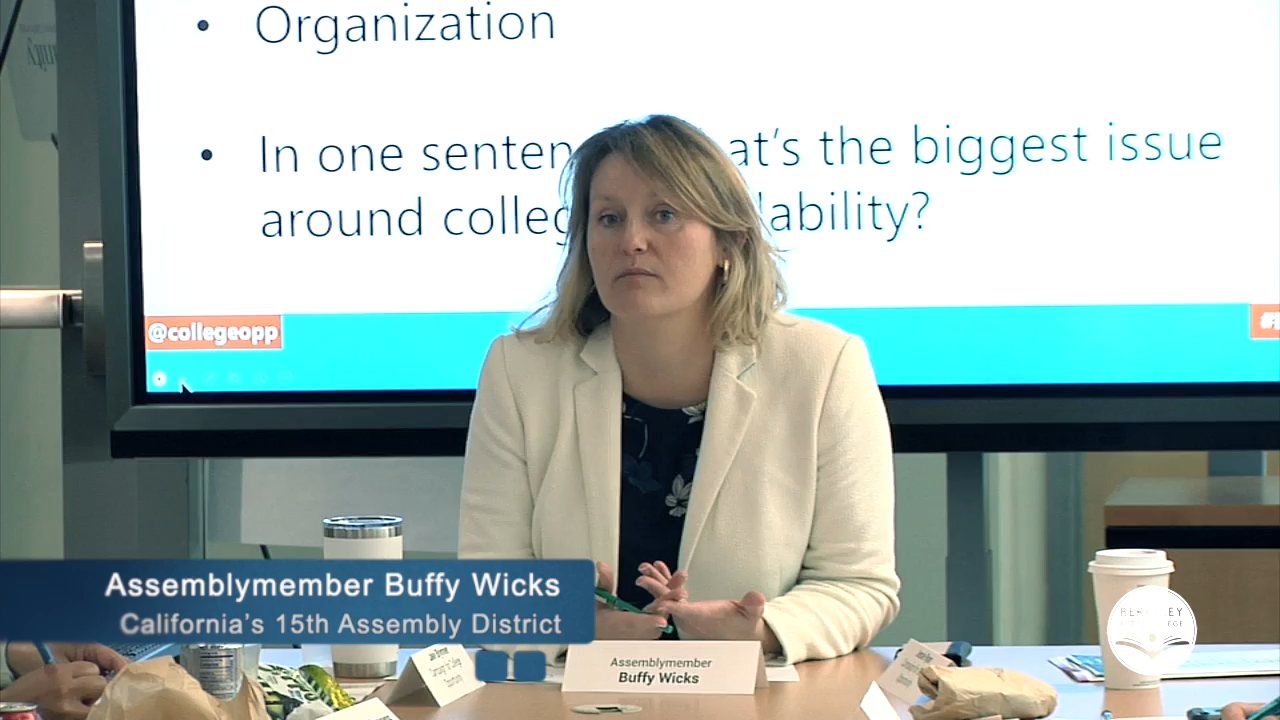 Organization
In one senten at's the biggest issue
around colleg lability?
@collegeopp
Assemblymember Buffy Wicks
California's 15th Assembly District
Assemblymember
Buffy Wicks
BERKELEY